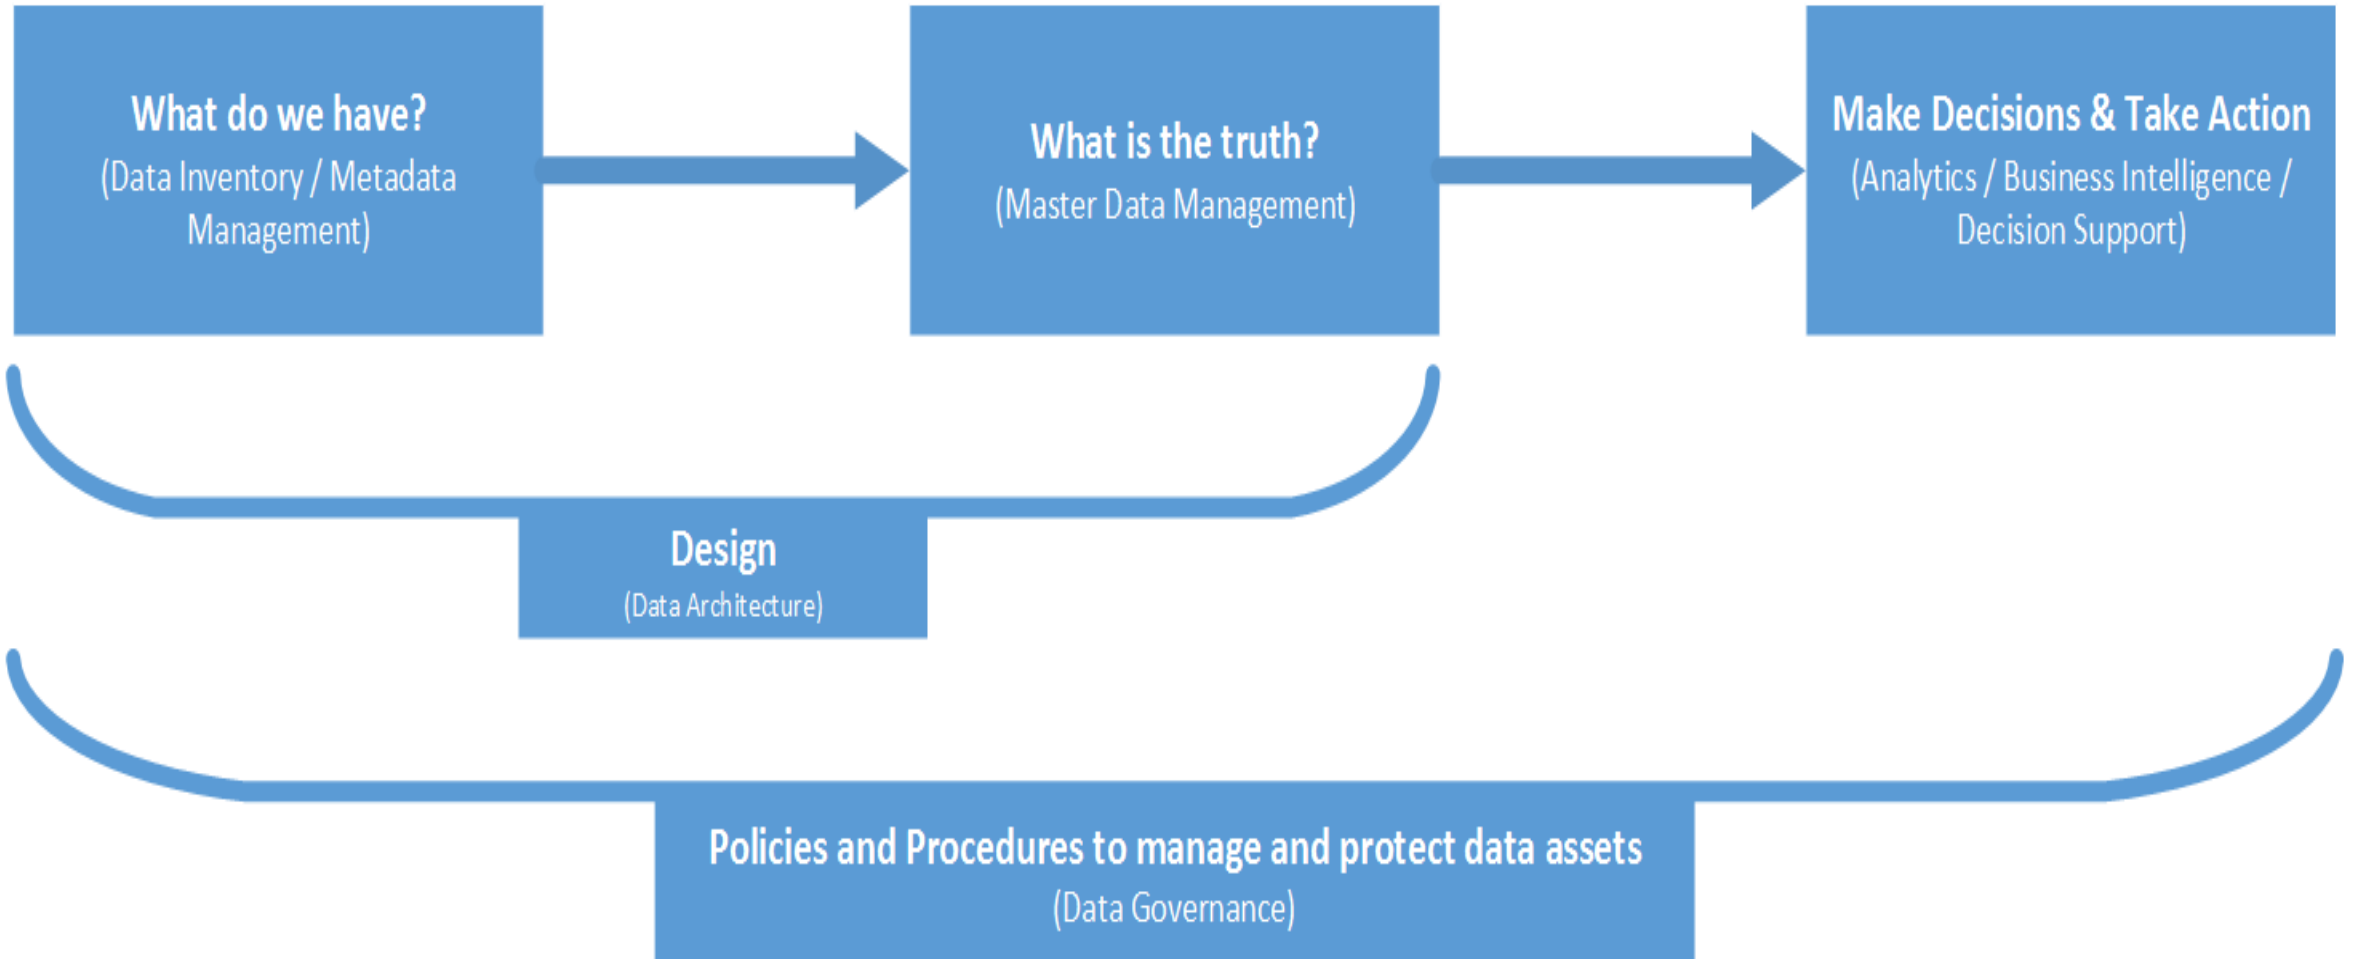 What do we have?
(Data Inventory / Metadata
Management)
What is the truth?
(Master Data Management)
Make Decisions & Take Action
(Analytics / Business Intelligence /
Decision Support)
Design
(Data Architecture)
Policies and Procedures to manage and protect data assets
(Data Governance)